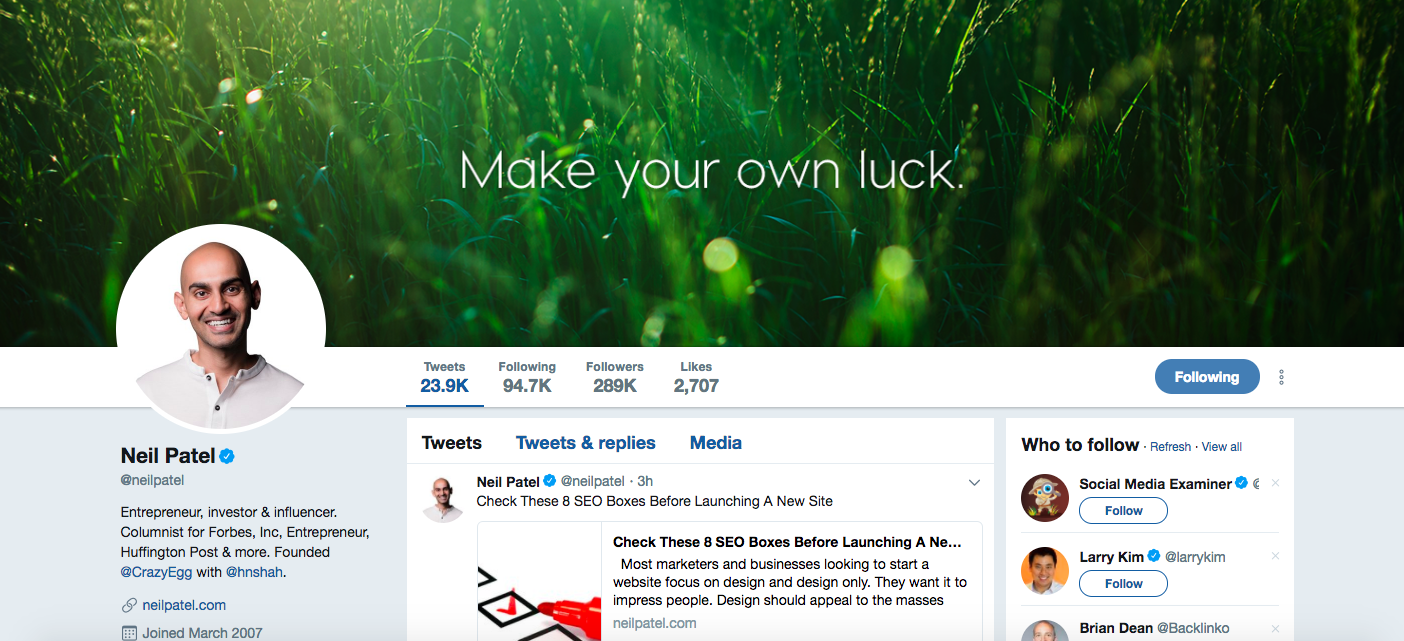 Make your own luck.
Tweets Following Followers Likes
23.9K 94.7K 289K 2,707
Following
Neil Patel
@neilpatel
Entrepreneur, investor & influencer.
Columnist for Forbes, Inc, Entrepreneur,
Huffington Post & more. Founded
@CrazyEgg with @hnshah.
neilpatel.com
Joined March 2007
Tweets Tweets & replies Media
Neil Patel @neilpatel · 3h
Check These 8 SEO Boxes Before Launching A New Site
Check These 8 SEO Boxes Before Launching A Ne...
Most marketers and businesses looking to start a
website focus on design and design only. They want it to
impress people. Design should appeal to the masses
neilpatel.com
Who to follow · Refresh · View all
Social Media Examiner @
Follow
Larry Kim @larrykim
Follow
Brian Dean @Backlinko